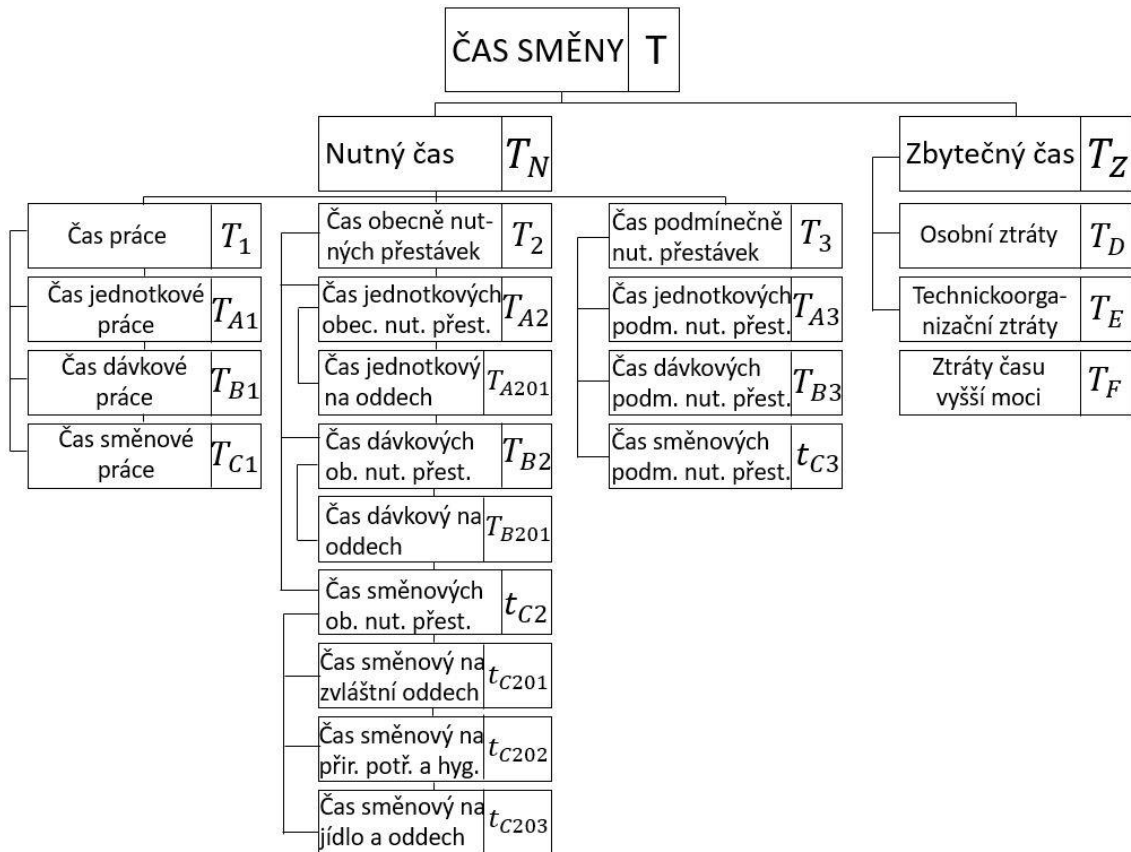 ČAS SMĚNY T
Nutný čas T_N
Zbytečný čas T_Z
Čas práce T_1
Čas obecně nut-
ných přestávek T_2
Čas podmínečně
nut. přestávek T_3
Osobní ztráty T_D
Čas jednotkové
práce T_A1
Čas jednotkových
obec. nut. přest. T_A2
Čas jednotkových
podm. nut. přest. T_A3
Technickoorga-
nizační ztráty T_E
Čas dávkové
práce T_B1
Čas jednotkový
na oddech T_A201
Čas dávkových
podm. nut. přest. T_B3
Ztráty času
vyšší moci T_F
Čas směnové
práce T_C1
Čas dávkových
ob. nut. přest. T_B2
Čas směnových
podm. nut. přest. t_C3
Čas dávkový na
oddech T_B201
Čas směnových
ob. nut. přest. t_C2
Čas směnový na
zvláštní oddech t_C201
Čas směnový na
přir. potř. a hyg. t_C202
Čas směnový na
jídlo a oddech t_C203